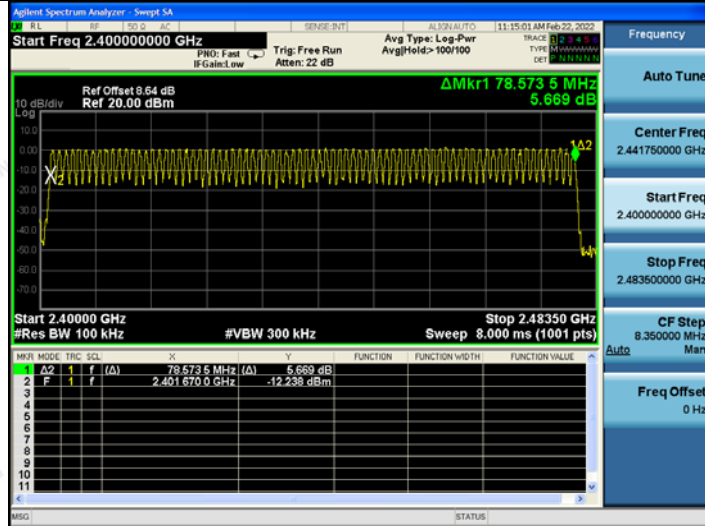 Agilent Spectrum Analyzer - Swept SA
RL RF 50 Ω AC SENSE:INT ALIGN AUTO 11:15:01 AM Feb 22, 2022
Start Freq 2.400000000 GHz
PNO: Fast
IFGain:Low
Trig: Free Run
Atten: 22 dB
Avg Type: Log-Pwr
Avg|Hold:> 100/100
TRACE 1 2 3 4 5 6
TYPE M
DET P N N N N N
Frequency
Auto Tune
Center Freq
2.441750000 GHz
Start Freq
2.400000000 GHz
Stop Freq
2.483500000 GHz
CF Step
8.350000 MHz
Auto Man
Freq Offset
0 Hz
ΔMkr1 78.573 5 MHz
5.669 dB
Ref Offset 8.64 dB
10 dB/div Ref 20.00 dBm
Log
10.0
0.00
-10.0
-20.0
-30.0
-40.0
-50.0
-60.0
-70.0
1Δ2
2
Start 2.40000 GHz Stop 2.48350 GHz
#Res BW 100 kHz #VBW 300 kHz Sweep 8.000 ms (1001 pts)
MKR MODE TRC SCL X Y FUNCTION FUNCTION WIDTH FUNCTION VALUE
1 Δ2 1 f (Δ) 78.573 5 MHz (Δ) 5.669 dB
2 F 1 f 2.401 670 0 GHz -12.238 dBm
3
4
5
6
7
8
9
10
11
MSG STATUS